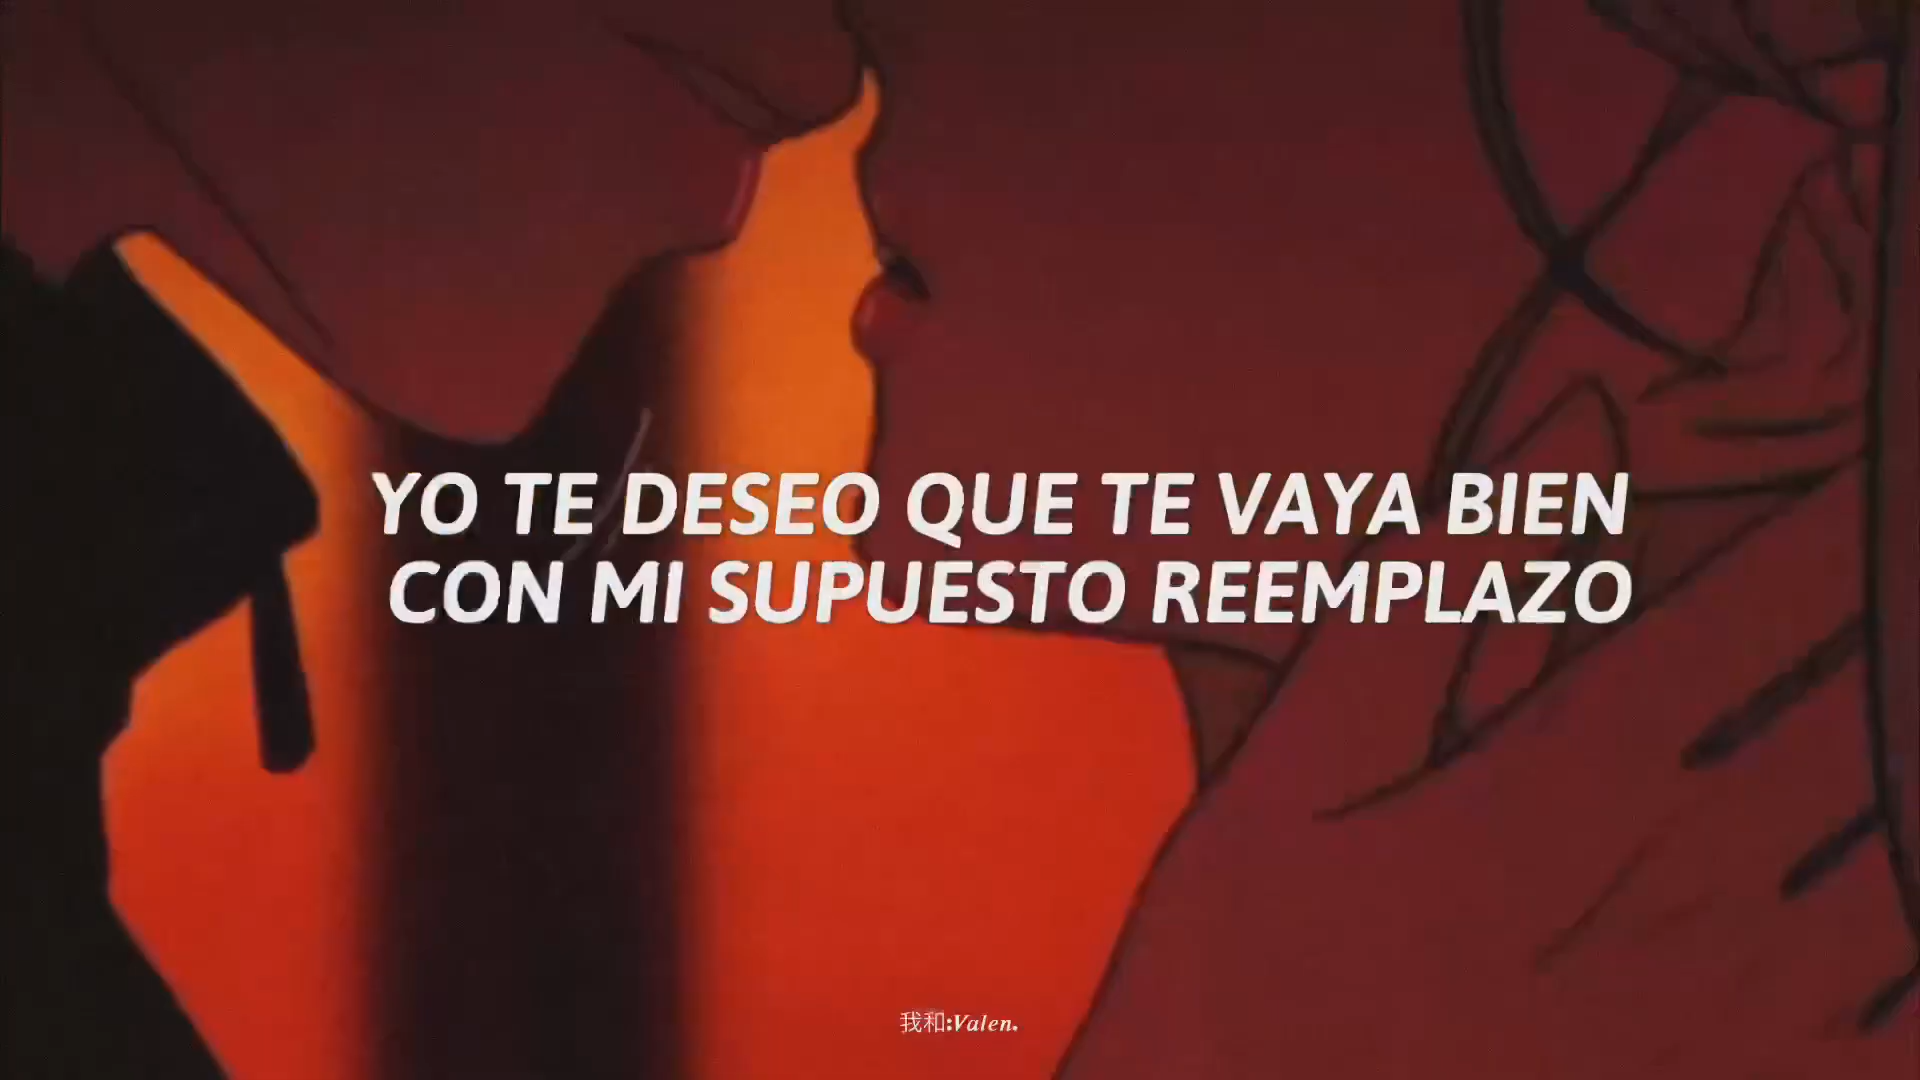 YO TE DESEO QUE TE VAYA BIEN
CON MI SUPUESTO REEMPLAZO
我和:Valen.